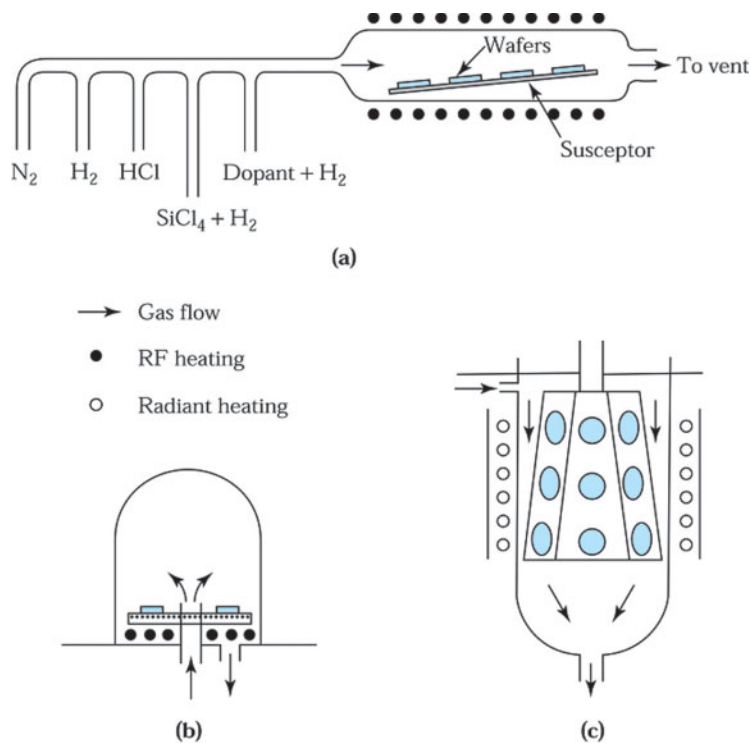 Wafers
To vent
Susceptor
N₂
H₂
HCl
Dopant + H₂
SiCl₄ + H₂
(a)
Gas flow
RF heating
Radiant heating
(b)
(c)